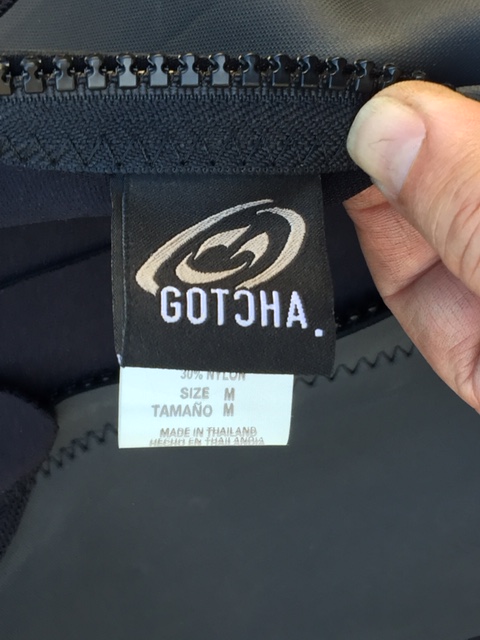 GOTCHA.
30% NYLON
SIZE M
TAMAÑO M
MADE IN THAILAND
HECHO EN THAILANDIA